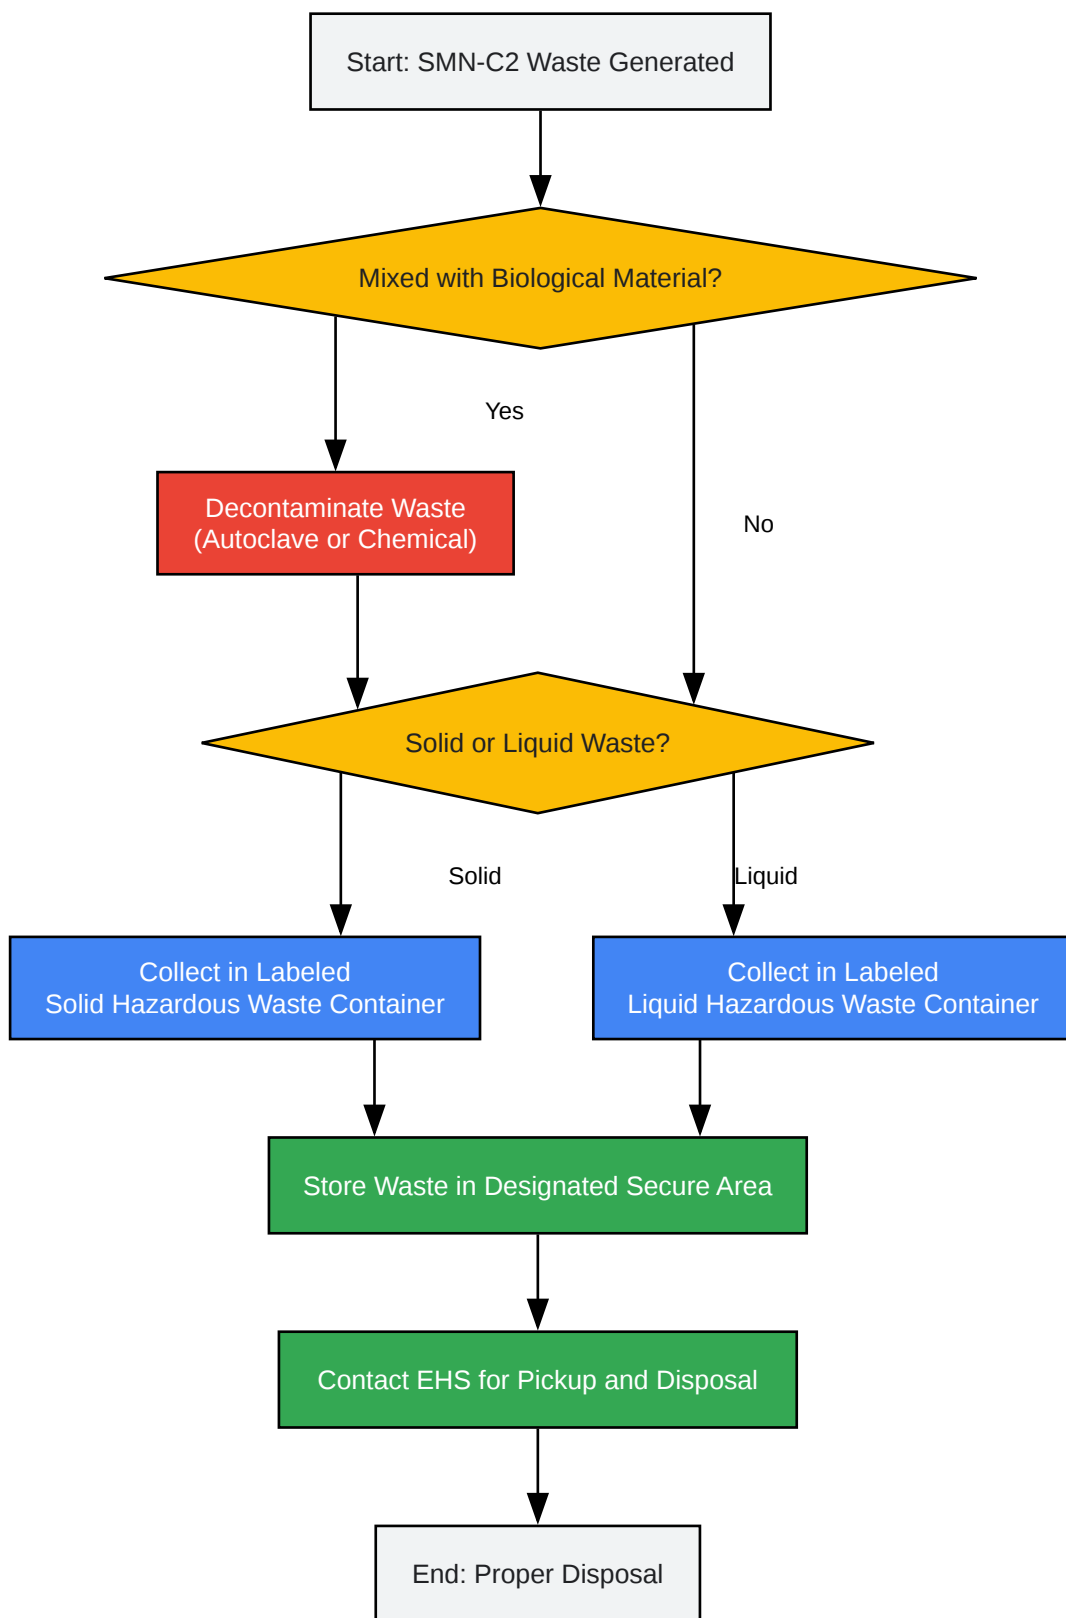 Start: SMN-C2 Waste Generated
Mixed with Biological Material?
Yes
Decontaminate Waste
(Autoclave or Chemical)
No
Solid or Liquid Waste?
Solid
Liquid
Collect in Labeled
Solid Hazardous Waste Container
Collect in Labeled
Liquid Hazardous Waste Container
Store Waste in Designated Secure Area
Contact EHS for Pickup and Disposal
End: Proper Disposal